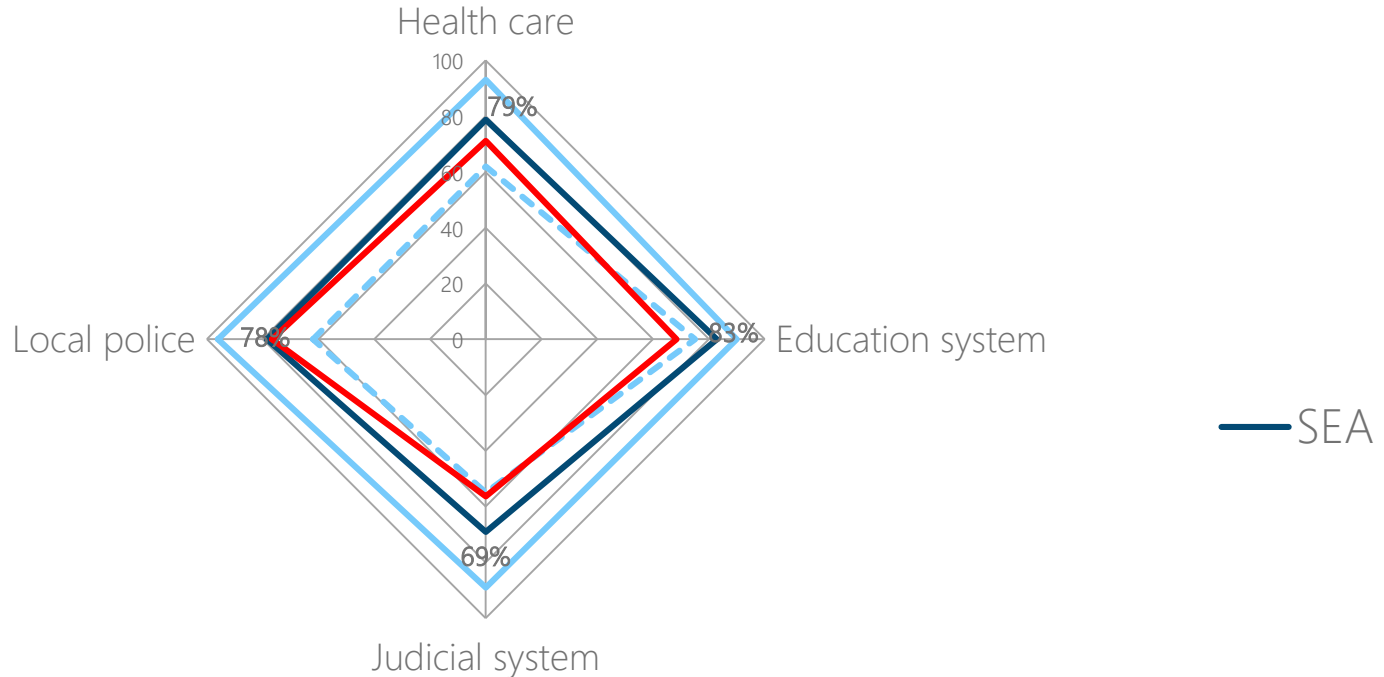 Health care
100
79%
80
60
40
20
Local police
78%
0
83%
Education system
SEA
69%
Judicial system